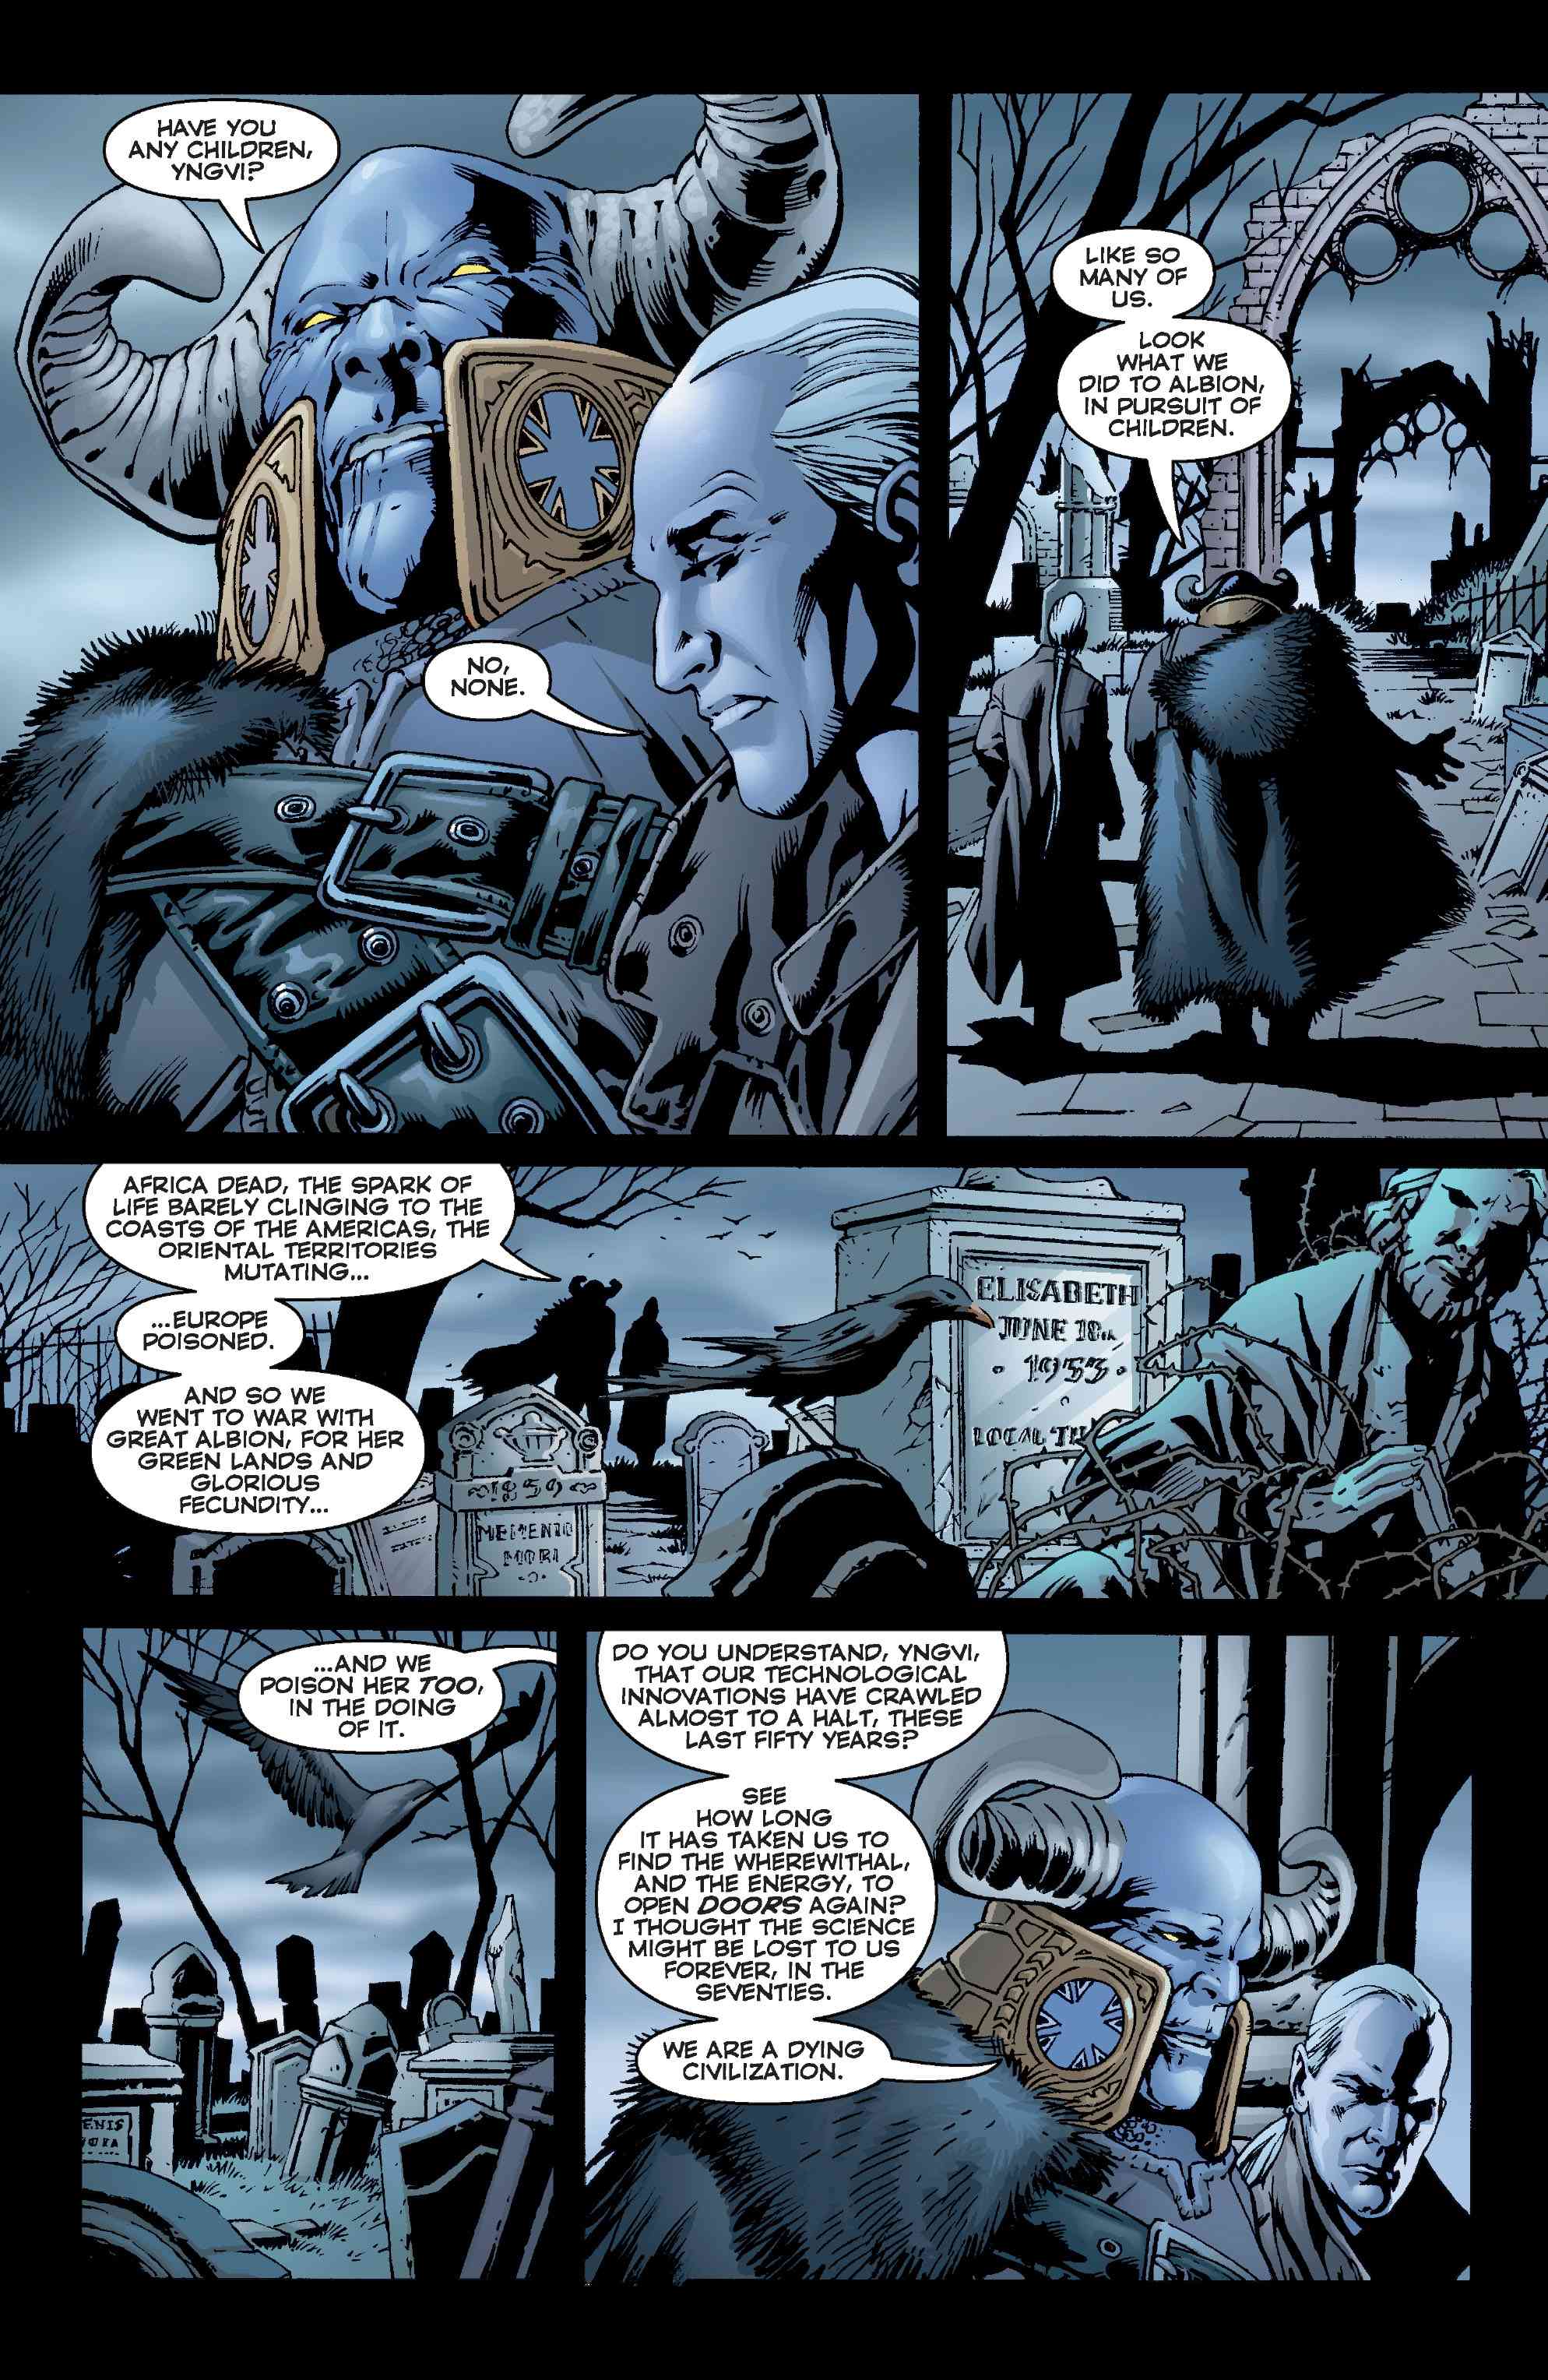 HAVE YOU
ANY CHILDREN,
YNGVI?
NO,
NONE.
LIKE SO
MANY OF
US.
LOOK
WHAT WE
DID TO ALBION,
IN PURSUIT OF
CHILDREN.
AFRICA DEAD, THE SPARK OF
LIFE BARELY CLINGING TO THE
COASTS OF THE AMERICAS, THE
ORIENTAL TERRITORIES
MUTATING...
...EUROPE
POISONED.
AND SO WE
WENT TO WAR WITH
GREAT ALBION, FOR HER
GREEN LANDS AND
GLORIOUS
FECUNDITY...
1859
MEMENTO
MORI
ELISABETH
JUNE 18th
1953
LOCAL
...AND WE
POISON HER TOO,
IN THE DOING
OF IT.
DO YOU UNDERSTAND, YNGVI,
THAT OUR TECHNOLOGICAL
INNOVATIONS HAVE CRAWLED
ALMOST TO A HALT, THESE
LAST FIFTY YEARS?
SEE
HOW LONG
IT HAS TAKEN US TO
FIND THE WHEREWITHAL,
AND THE ENERGY, TO
OPEN DOORS AGAIN?
I THOUGHT THE SCIENCE
MIGHT BE LOST TO US
FOREVER, IN THE
SEVENTIES.
WE ARE A DYING
CIVILIZATION.